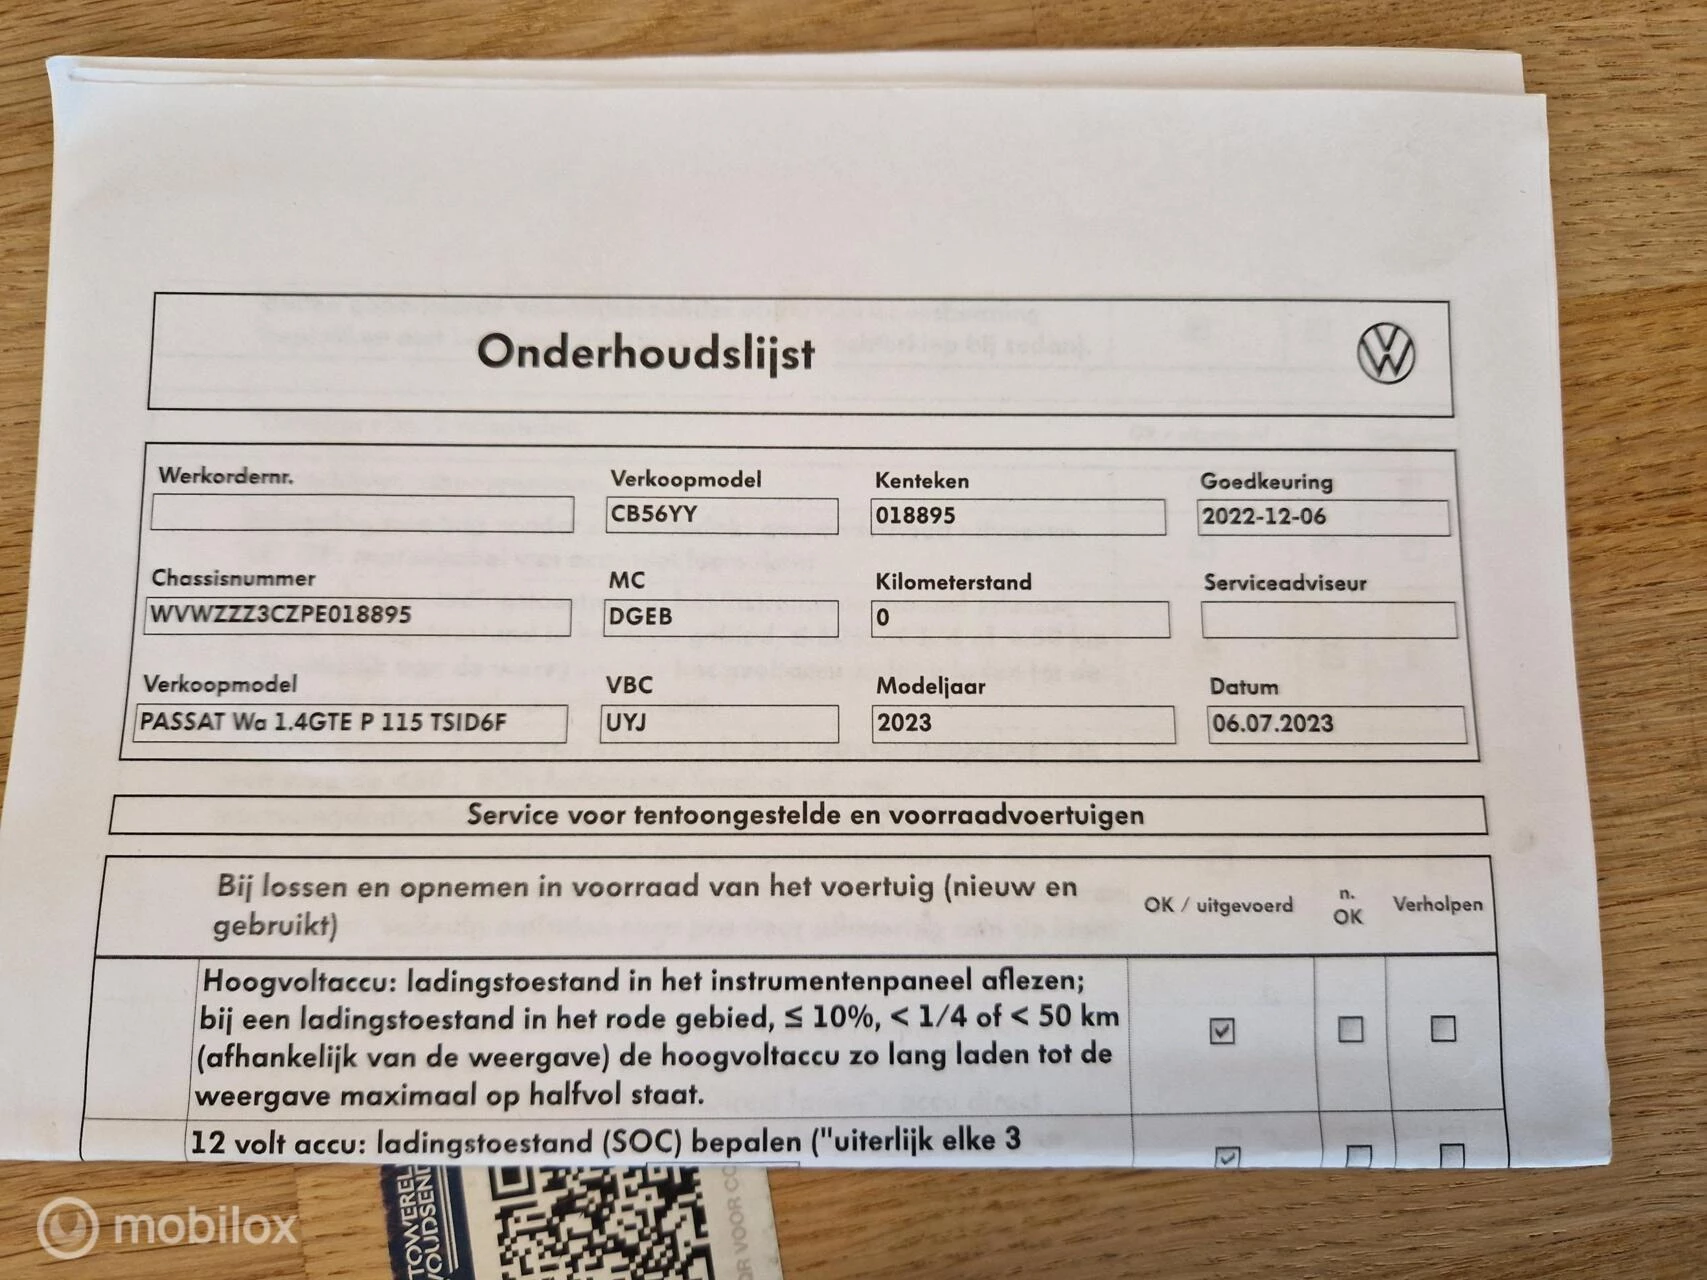 Onderhoudslijst
Werkordernr.
Verkoopmodel
Kenteken
Goedkeuring
CB56YY
018895
2022-12-06
Chassisnummer
MC
Kilometerstand
Serviceadviseur
WVWZZZ3CZPE018895
DGEB
0
Verkoopmodel
VBC
Modeljaar
Datum
PASSAT Wa 1.4GTE P 115 TSID6F
UYJ
2023
06.07.2023
Service voor tentoongestelde en voorraadvoertuigen
Bij lossen en opnemen in voorraad van het voertuig (nieuw en
gebruikt)
OK / uitgevoerd
n.
OK
Verholpen
Hoogvoltaccu: ladingstoestand in het instrumentenpaneel aflezen;
bij een ladingstoestand in het rode gebied, ≤ 10%, < 1/4 of < 50 km
(afhankelijk van de weergave) de hoogvoltaccu zo lang laden tot de
weergave maximaal op halfvol staat.
12 volt accu: ladingstoestand (SOC) bepalen ("uiterlijk elke 3
QR VOOR
mobilox